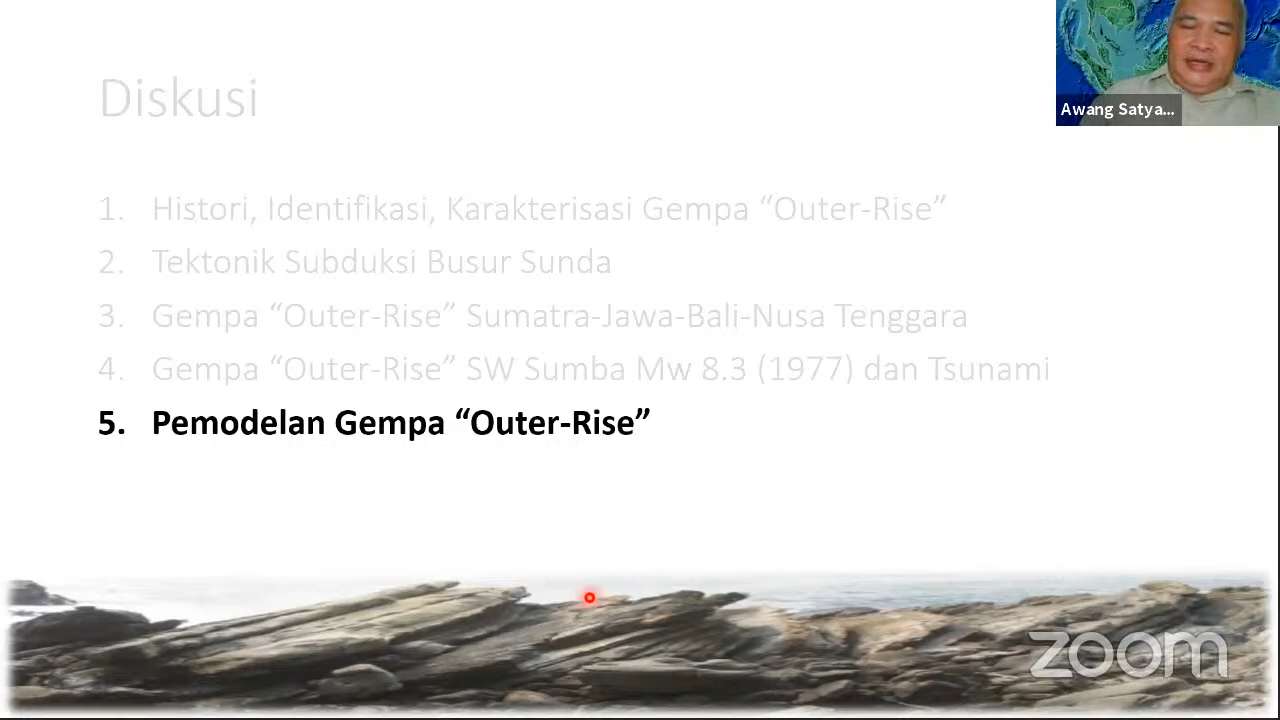 Diskusi
Awang Satya...
1. Histori, Identifikasi, Karakterisasi Gempa “Outer-Rise”
2. Tektonik Subduksi Busur Sunda
3. Gempa “Outer-Rise” Sumatra-Jawa-Bali-Nusa Tenggara
4. Gempa “Outer-Rise” SW Sumba Mw 8.3 (1977) dan Tsunami
5. Pemodelan Gempa “Outer-Rise”
zoom